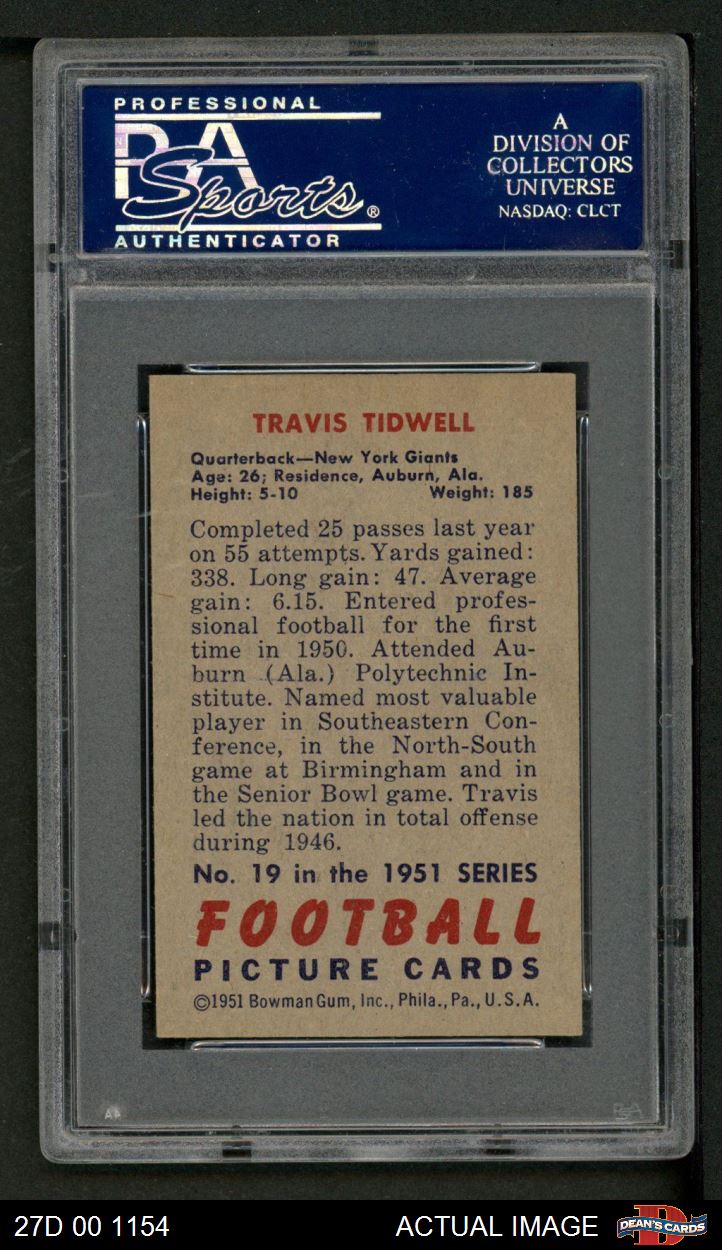 PROFESSIONAL
PSA
Sports®
AUTHENTICATOR
A
DIVISION OF
COLLECTORS
UNIVERSE
NASDAQ: CLCT
TRAVIS TIDWELL
Quarterback—New York Giants
Age: 26; Residence, Auburn, Ala.
Height: 5-10 Weight: 185
Completed 25 passes last year
on 55 attempts. Yards gained:
338. Long gain: 47. Average
gain: 6.15. Entered profes-
sional football for the first
time in 1950. Attended Au-
burn (Ala.) Polytechnic In-
stitute. Named most valuable
player in Southeastern Con-
ference, in the North-South
game at Birmingham and in
the Senior Bowl game. Travis
led the nation in total offense
during 1946.
No. 19 in the 1951 SERIES
FOOTBALL
PICTURE CARDS
©1951 Bowman Gum, Inc., Phila., Pa., U.S.A.
PSA
27D 00 1154
ACTUAL IMAGE
DEAN'S CARDS